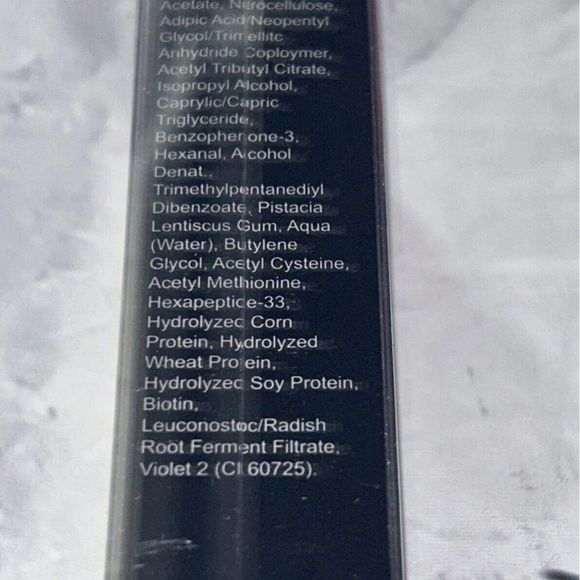 Acetate, Nitrocellulose,
Adipic Acid/Neopentyl
Glycol/Trimellitc
Anhydride Coploymer,
Acetyl Tributyl Citrate,
Isopropyl Alcohol,
Caprylic/Capric
Triglyceride,
Benzophenone-3,
Hexanal, Alcohol
Denat.,
Trimethylpentanediyl
Dibenzoate, Pistacia
Lentiscus Gum, Aqua
(Water), Butylene
Glycol, Acetyl Cysteine,
Acetyl Methionine,
Hexapeptide-33,
Hydrolyzed Corn
Protein, Hydrolyzed
Wheat Protein,
Hydrolyzed Soy Protein,
Biotin,
Leuconostoc/Radish
Root Ferment Filtrate,
Violet 2 (CI 60725).